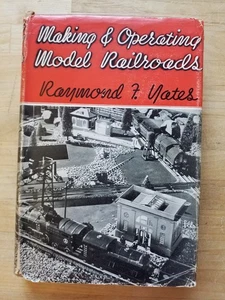 Making & Operating
Model Railroads
Raymond F. Yates